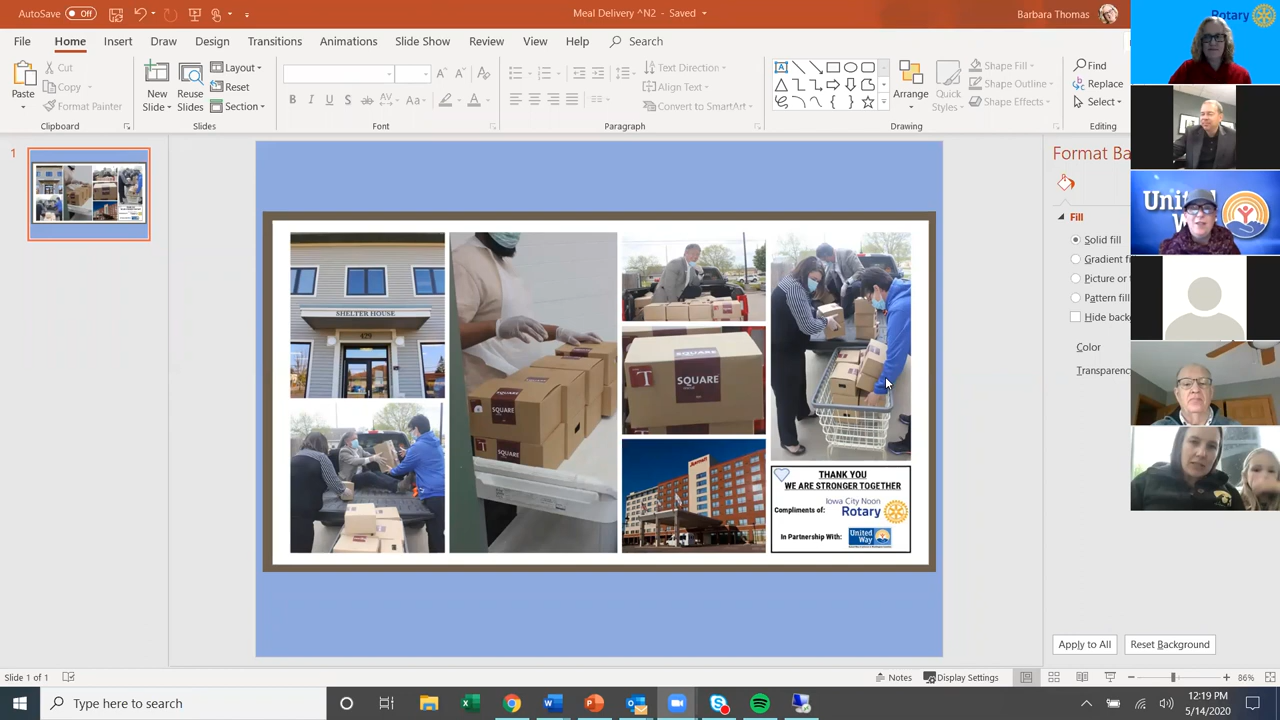 AutoSave
Off
Meal Delivery ^N2 - Saved
Barbara Thomas
File
Home
Insert
Draw
Design
Transitions
Animations
Slide Show
Review
View
Help
Search
Paste
Cut
Copy
Format Painter
Clipboard
New
Slide
Reuse
Slides
Layout
Reset
Section
Slides
Font
Text Direction
Align Text
Convert to SmartArt
Paragraph
Arrange
Quick
Styles
Shape Fill
Shape Outline
Shape Effects
Drawing
Find
Replace
Select
Editing
1
SHELTER HOUSE
429
SQUARE
T SQUARE
T SQUARE
Marriott
THANK YOU
WE ARE STRONGER TOGETHER
Iowa City Noon
Compliments of: Rotary
In Partnership With: United
Way
Format Ba
Fill
Solid fill
Gradient fi
Picture or
Pattern fill
Hide back
Color
Transparenc
Apply to All
Reset Background
Rotary
Unit
Way
Slide 1 of 1
Notes
Display Settings
86%
Type here to search
12:19 PM
5/14/2020